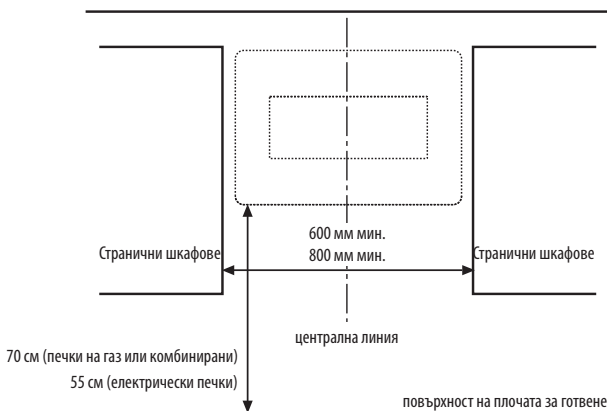 600 мм мин.
Странични шкафове
800 мм мин.
Странични шкафове
централна линия
70 см (печки на газ или комбинирани)
55 см (електрически печки)
повърхност на плочата за готвене